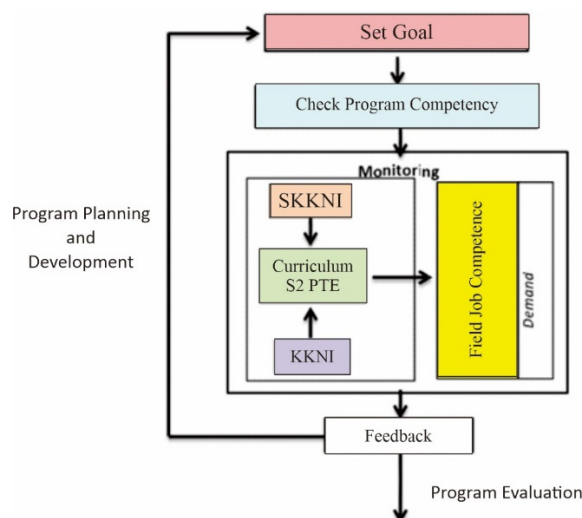 Set Goal
Check Program Competency
Monitoring
SKKNI
Curriculum
S2 PTE
KKNI
Field Job Competence
Demand
Program Planning
and
Development
Feedback
Program Evaluation